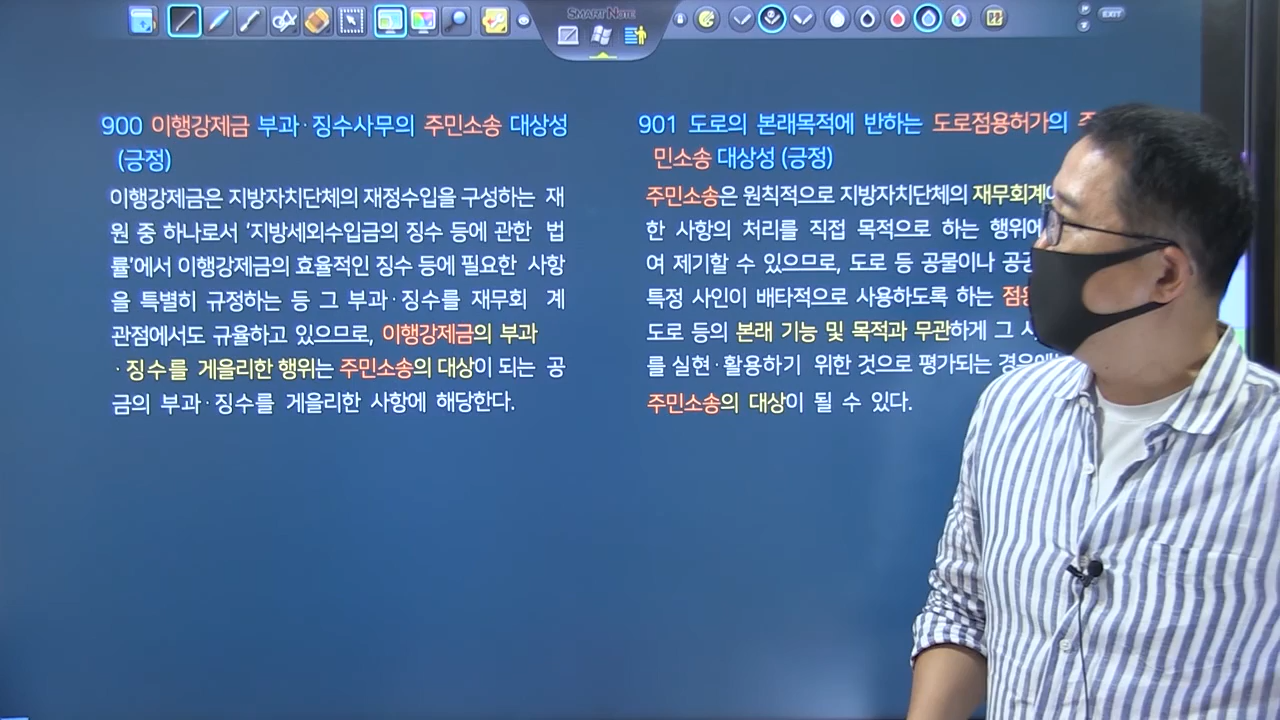 SMART NOTE
EXIT
900 이행강제금 부과·징수사무의 주민소송 대상성
(긍정)
이행강제금은 지방자치단체의 재정수입을 구성하는 재
원 중 하나로서 '지방세외수입금의 징수 등에 관한 법
률'에서 이행강제금의 효율적인 징수 등에 필요한 사항
을 특별히 규정하는 등 그 부과·징수를 재무회 계
관점에서도 규율하고 있으므로, 이행강제금의 부과
·징수를 게을리한 행위는 주민소송의 대상이 되는 공
금의 부과·징수를 게을리한 사항에 해당한다.
901 도로의 본래목적에 반하는 도로점용허가의 주
민소송 대상성 (긍정)
주민소송은 원칙적으로 지방자치단체의 재무회계
한 사항의 처리를 직접 목적으로 하는 행위에
여 제기할 수 있으므로, 도로 등 공물이나 공공
특정 사인이 배타적으로 사용하도록 하는 점용
도로 등의 본래 기능 및 목적과 무관하게 그 사
를 실현·활용하기 위한 것으로 평가되는 경우에는
주민소송의 대상이 될 수 있다.